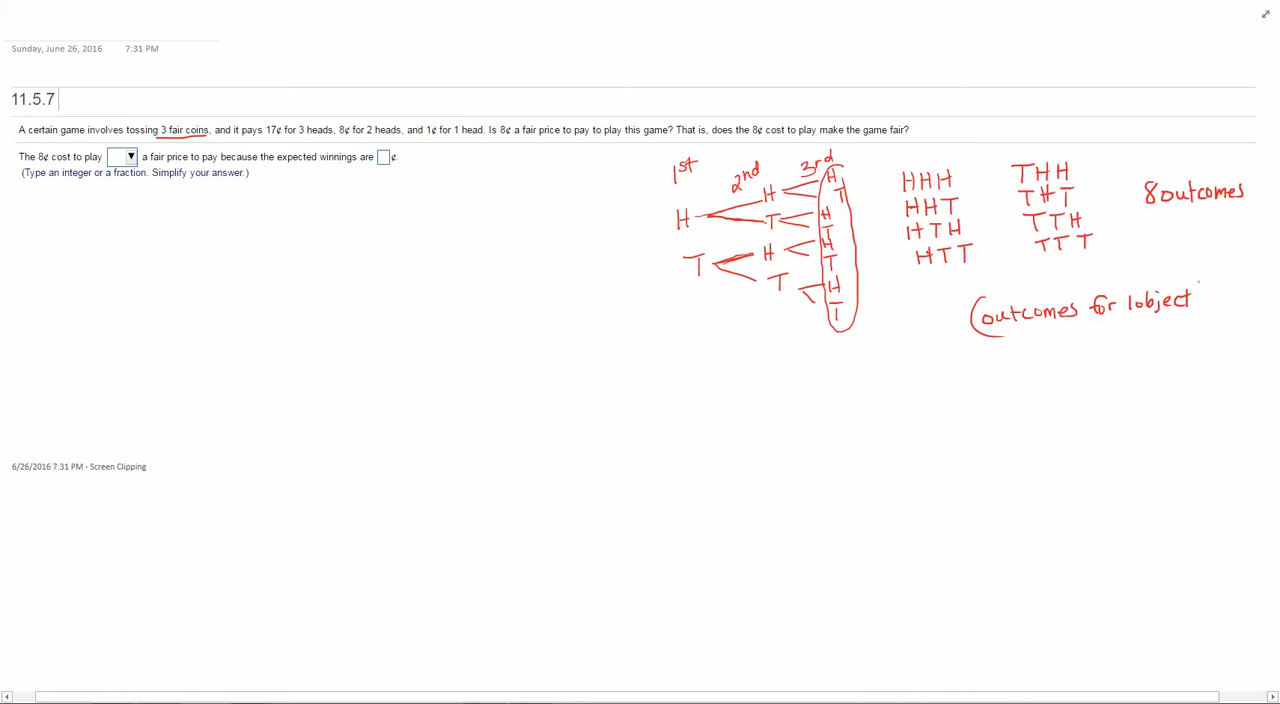 Sunday, June 26, 2016 7:31 PM
11.5.7
A certain game involves tossing 3 fair coins, and it pays 17¢ for 3 heads, 8¢ for 2 heads, and 1¢ for 1 head. Is 8¢ a fair price to pay to play this game? That is, does the 8¢ cost to play make the game fair?
The 8¢ cost to play a fair price to pay because the expected winnings are ¢.
(Type an integer or a fraction. Simplify your answer.)
1st 2nd 3rd
H
T
H
T
H
T
H
T
H
T
H
T
H
T
HHH
HHT
HTH
HTT
THH
THT
TTH
TTT
8outcomes
(outcomes for 1object
6/26/2016 7:31 PM - Screen Clipping